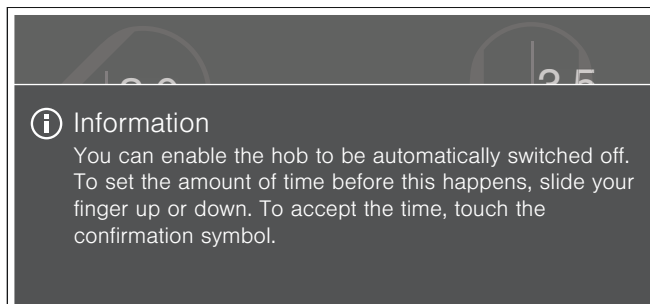 Information
You can enable the hob to be automatically switched off.
To set the amount of time before this happens, slide your
finger up or down. To accept the time, touch the
confirmation symbol.